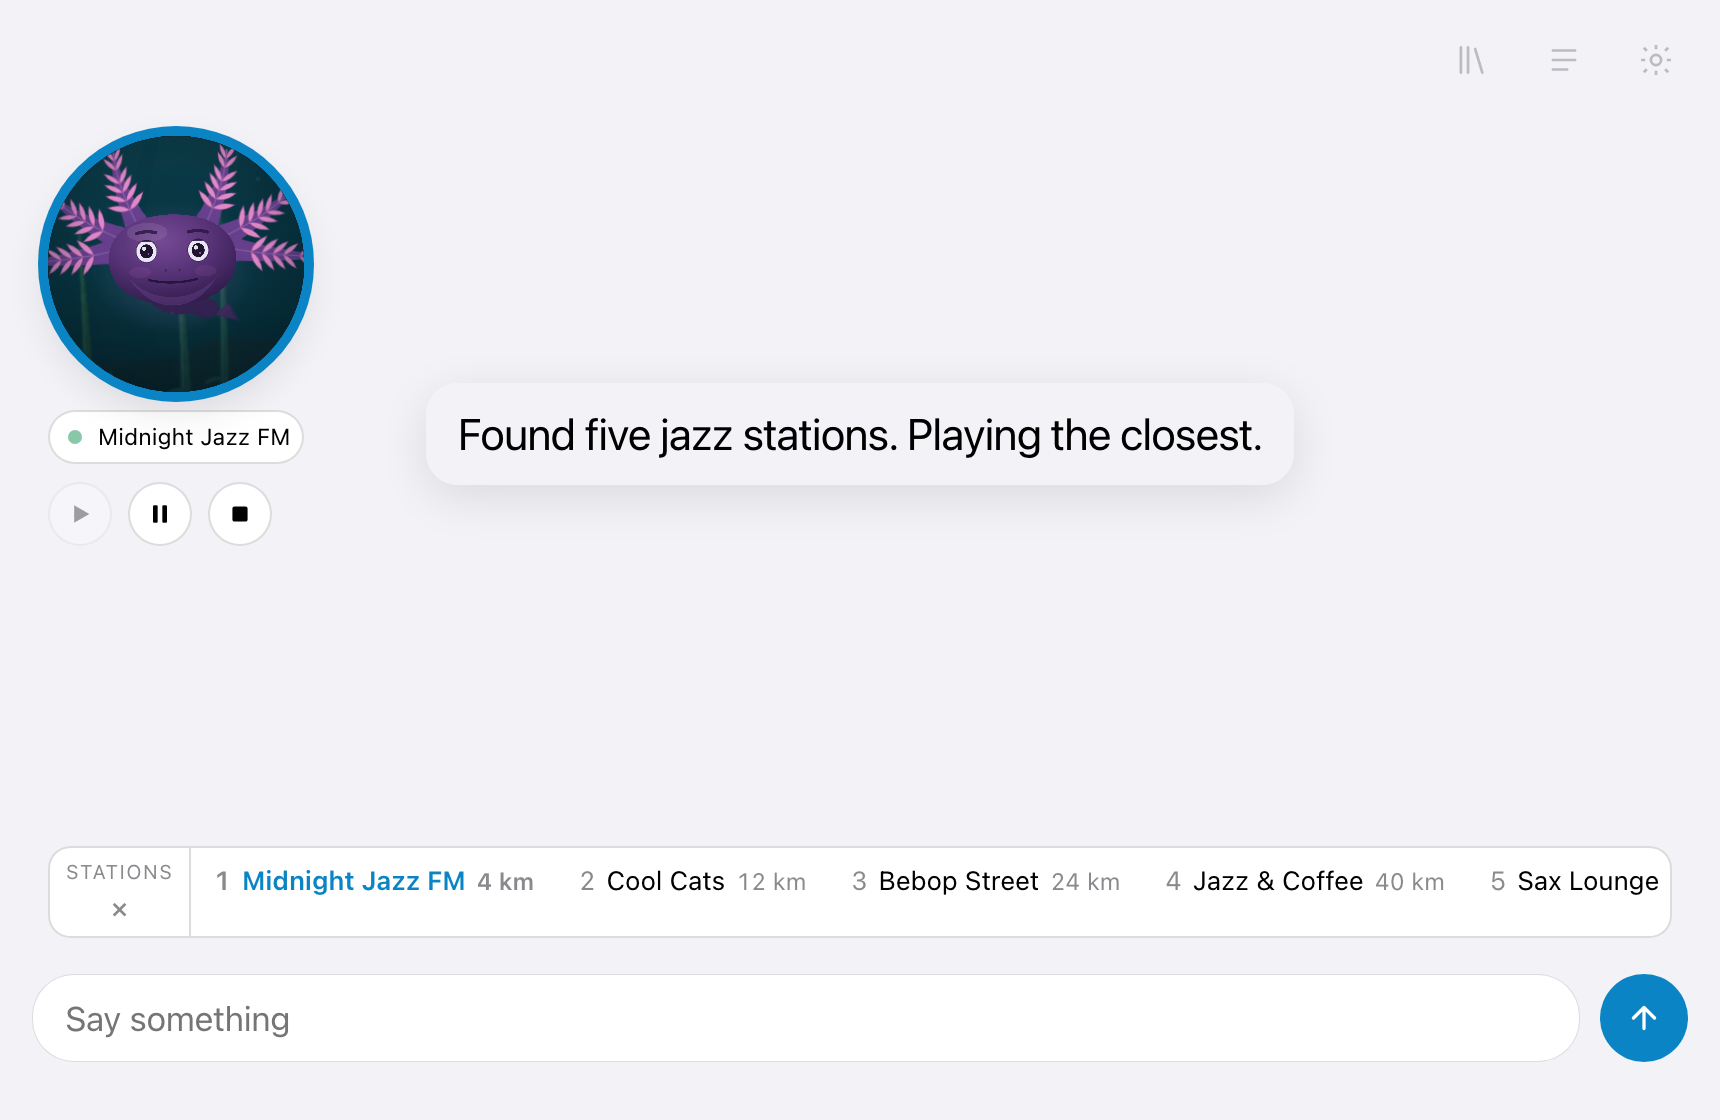 Midnight Jazz FM
Found five jazz stations. Playing the closest.
STATIONS
1 Midnight Jazz FM 4 km 2 Cool Cats 12 km 3 Bebop Street 24 km 4 Jazz & Coffee 40 km 5 Sax Lounge
Say something